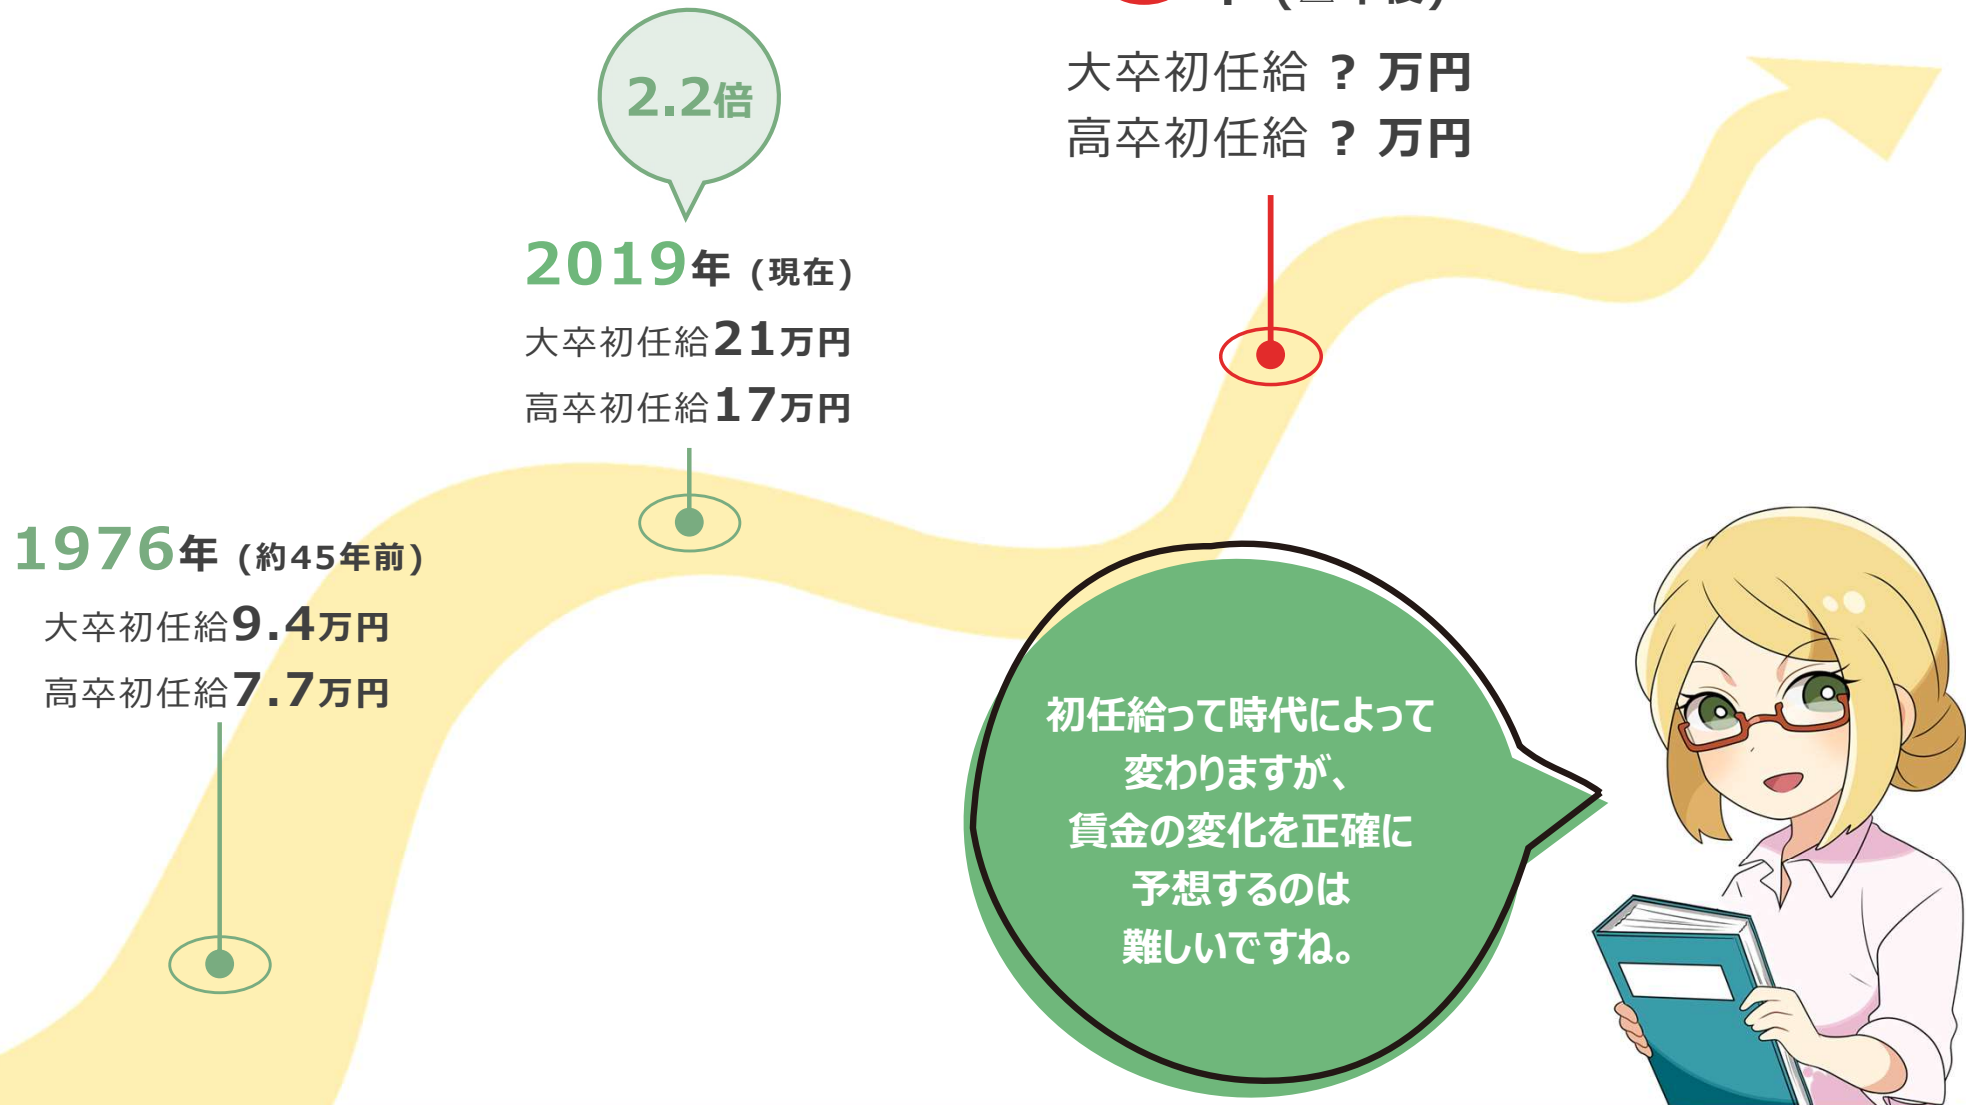 2.2倍
大卒初任給 ? 万円
高卒初任給 ? 万円
2019年 (現在)
大卒初任給21万円
高卒初任給17万円
1976年 (約45年前)
大卒初任給9.4万円
高卒初任給7.7万円
初任給って時代によって
変わりますが、
賃金の変化を正確に
予想するのは
難しいですね。